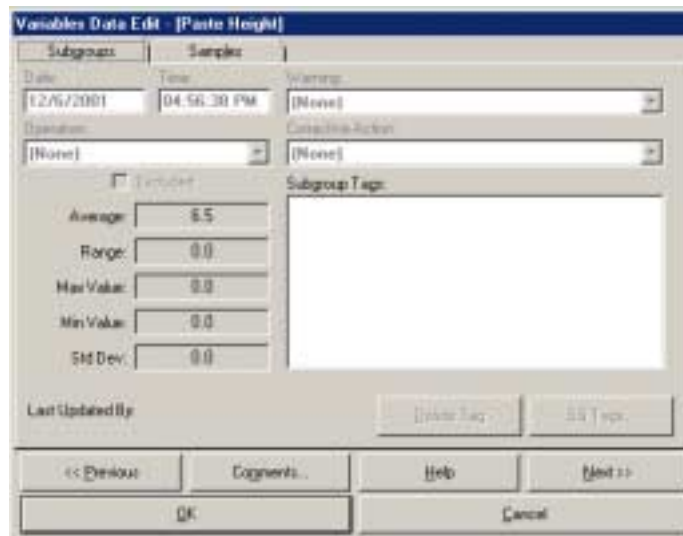 Variables Data Edit - [Paste Height]
Subgroups Samples
Date: Time: Warning:
12/6/2001 04:56:38 PM (None)
Operators: Corrective Action:
(None) (None)
Excluded Subgroup Tags:
Average: 6.5
Range: 0.0
Max Value: 0.0
Min Value: 0.0
Std Dev: 0.0
Last Updated By:
Delete Tag Tags...
<< Previous Comments... Help Next >>
OK Cancel